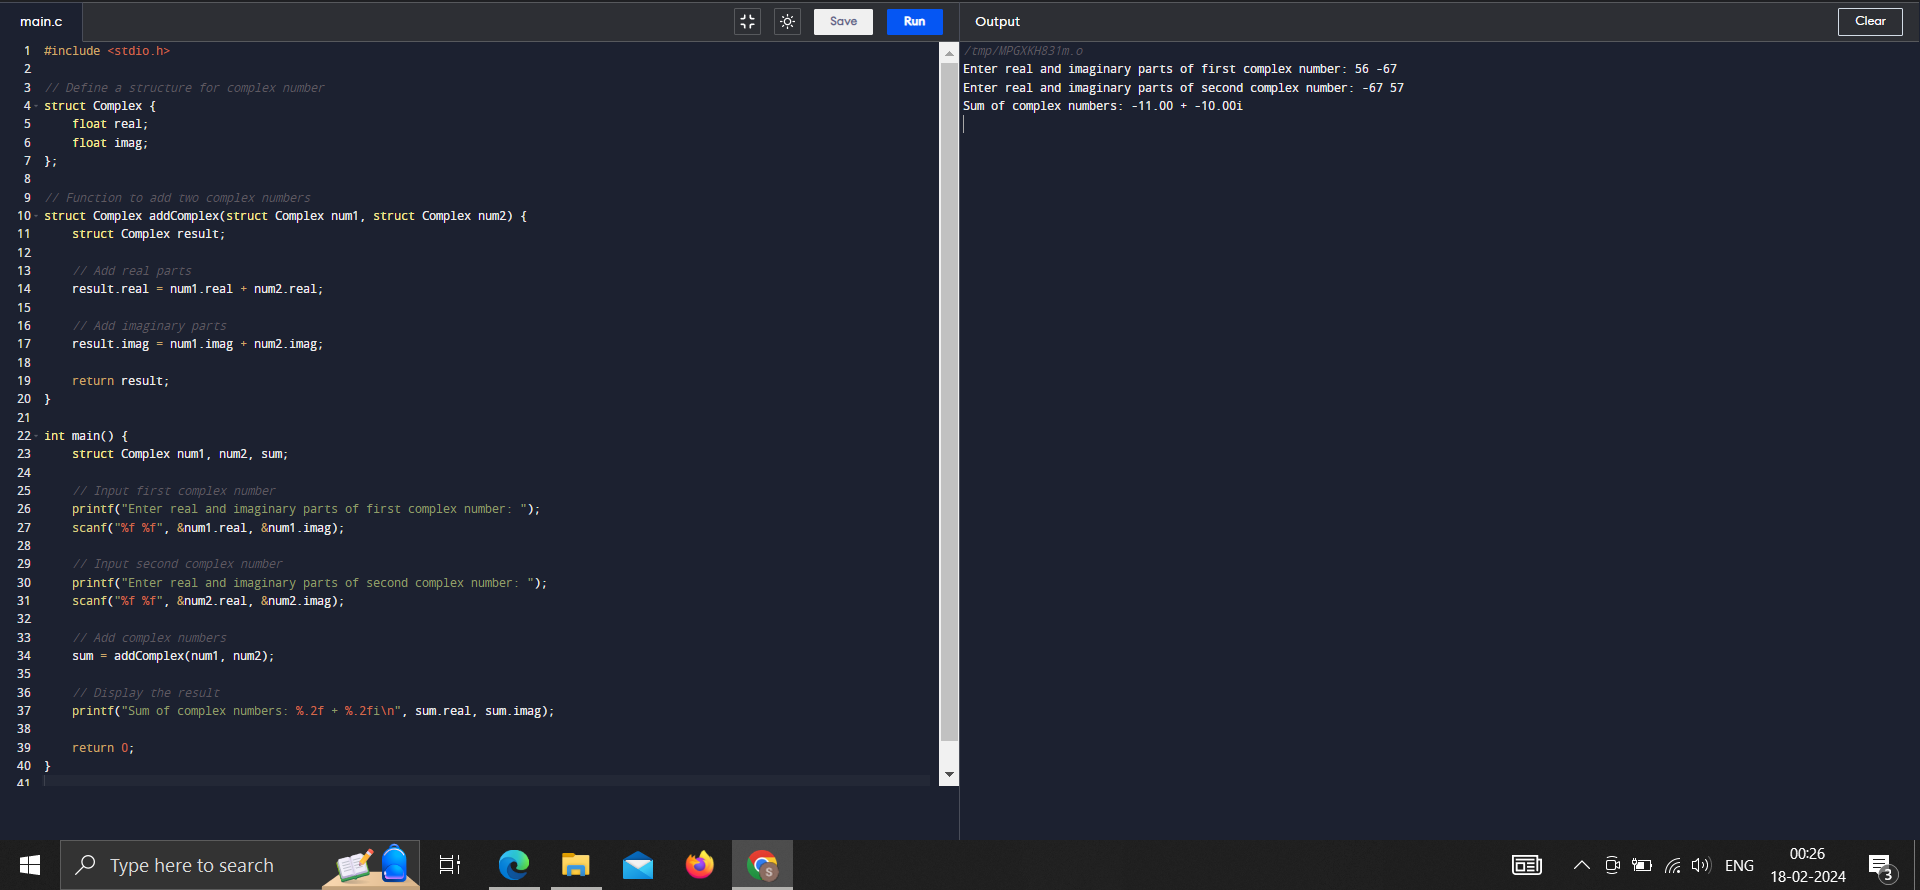 main.c
Save
Run
Output
Clear
1 #include <stdio.h>
2
3 // Define a structure for complex number
4 struct Complex {
5 float real;
6 float imag;
7 };
8
9 // Function to add two complex numbers
10 struct Complex addComplex(struct Complex num1, struct Complex num2) {
11 struct Complex result;
12
13 // Add real parts
14 result.real = num1.real + num2.real;
15
16 // Add imaginary parts
17 result.imag = num1.imag + num2.imag;
18
19 return result;
20 }
21
22 int main() {
23 struct Complex num1, num2, sum;
24
25 // Input first complex number
26 printf("Enter real and imaginary parts of first complex number: ");
27 scanf("%f %f", &num1.real, &num1.imag);
28
29 // Input second complex number
30 printf("Enter real and imaginary parts of second complex number: ");
31 scanf("%f %f", &num2.real, &num2.imag);
32
33 // Add complex numbers
34 sum = addComplex(num1, num2);
35
36 // Display the result
37 printf("Sum of complex numbers: %.2f + %.2fi\n", sum.real, sum.imag);
38
39 return 0;
40 }
41
/tmp/MPGXKH831m.o
Enter real and imaginary parts of first complex number: 56 -67
Enter real and imaginary parts of second complex number: -67 57
Sum of complex numbers: -11.00 + -10.00i
Type here to search
S
ENG
00:26
18-02-2024
3